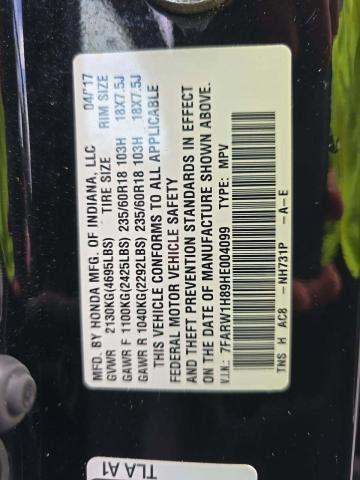 MFD. BY HONDA MFG. OF INDIANA, LLC 04/17
GVWR 2130KG(4695LBS) TIRE SIZE RIM SIZE
GAWR F 1100KG(2425LBS) 235/60R18 103H 18X7.5J
GAWR R 1040KG(2292LBS) 235/60R18 103H 18X7.5J
THIS VEHICLE CONFORMS TO ALL APPLICABLE
FEDERAL MOTOR VEHICLE SAFETY
AND THEFT PREVENTION STANDARDS IN EFFECT
ON THE DATE OF MANUFACTURE SHOWN ABOVE.
V.I.N.: 7FARW1H89HE004099 TYPE: MPV
TNS H AC8 -NH731P -A-E
TLA A1